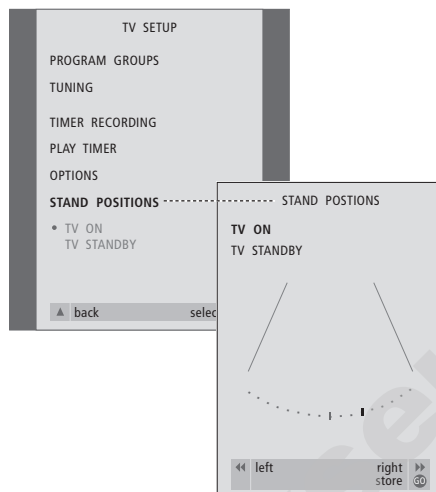 TV SETUP
PROGRAM GROUPS
TUNING
TIMER RECORDING
PLAY TIMER
OPTIONS
STAND POSITIONS
TV ON
TV STANDBY
back
STAND POSTIONS
TV ON
TV STANDBY
left right
store GO